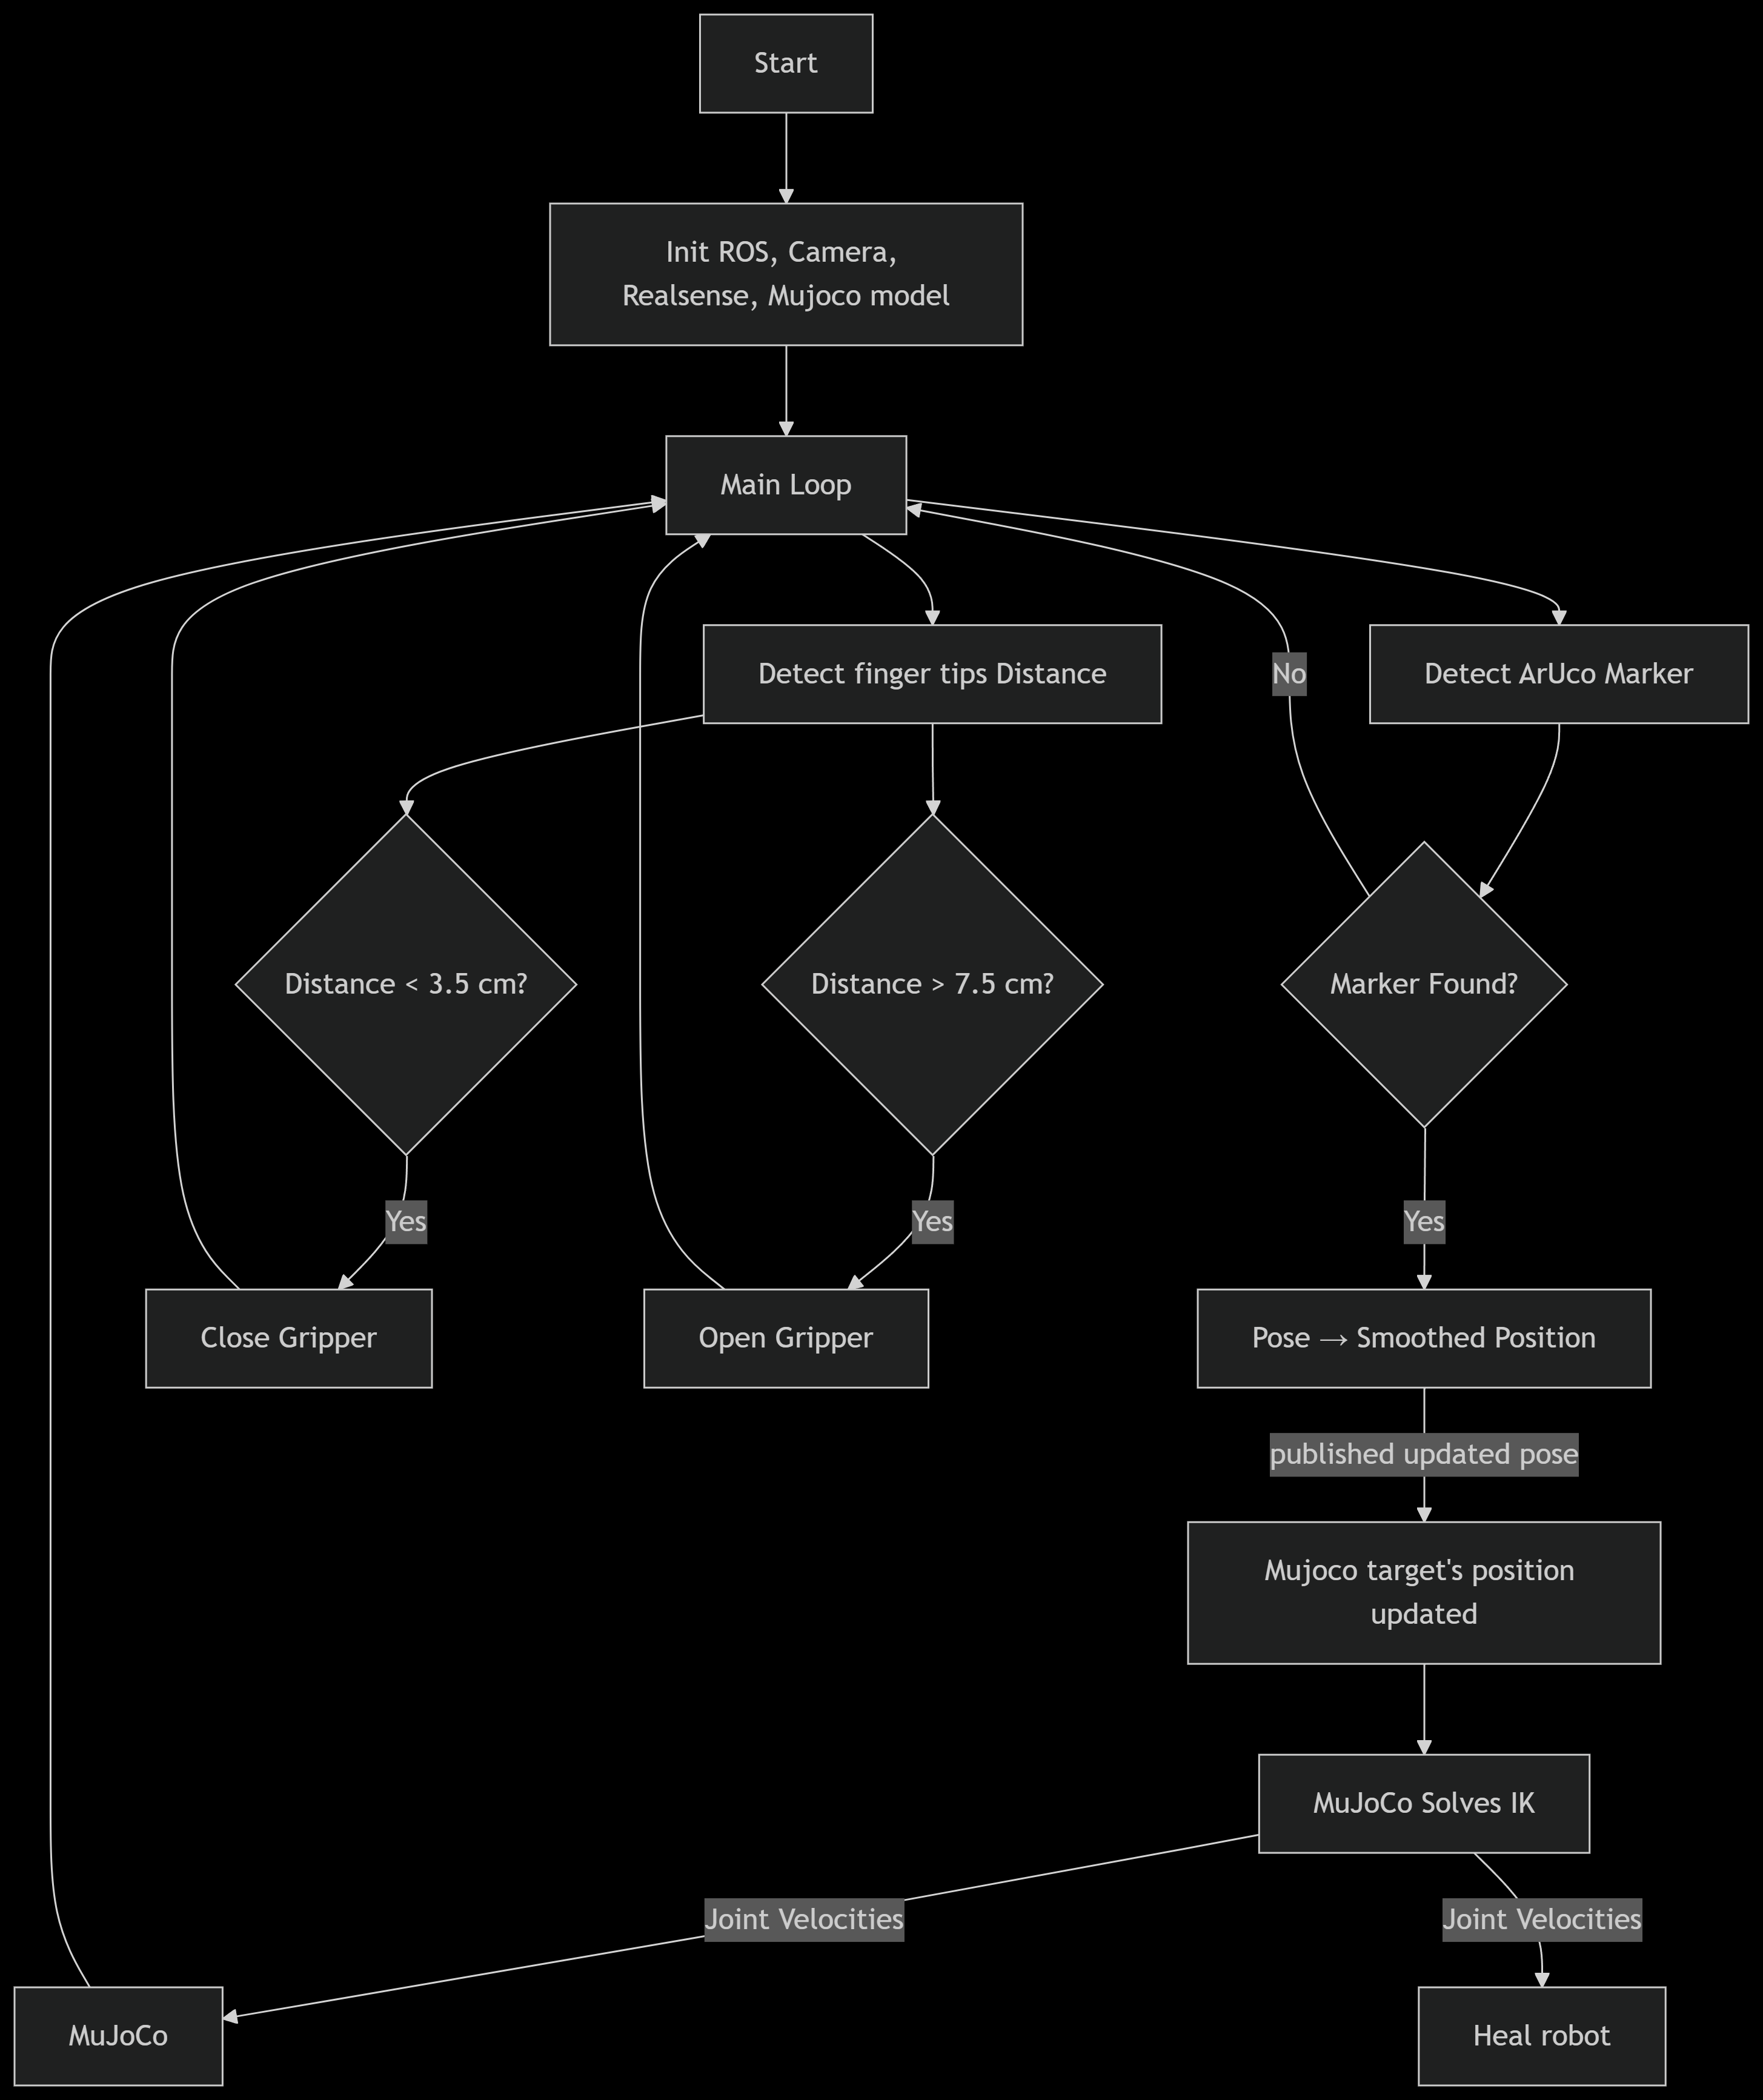 Start
Init ROS, Camera,
Realsense, Mujoco model
Main Loop
Detect finger tips Distance
No
Detect ArUco Marker
Distance < 3.5 cm?
Distance > 7.5 cm?
Marker Found?
Yes
Yes
Yes
Close Gripper
Open Gripper
Pose → Smoothed Position
published updated pose
Mujoco target's position
updated
MuJoCo Solves IK
Joint Velocities
Joint Velocities
MuJoCo
Heal robot